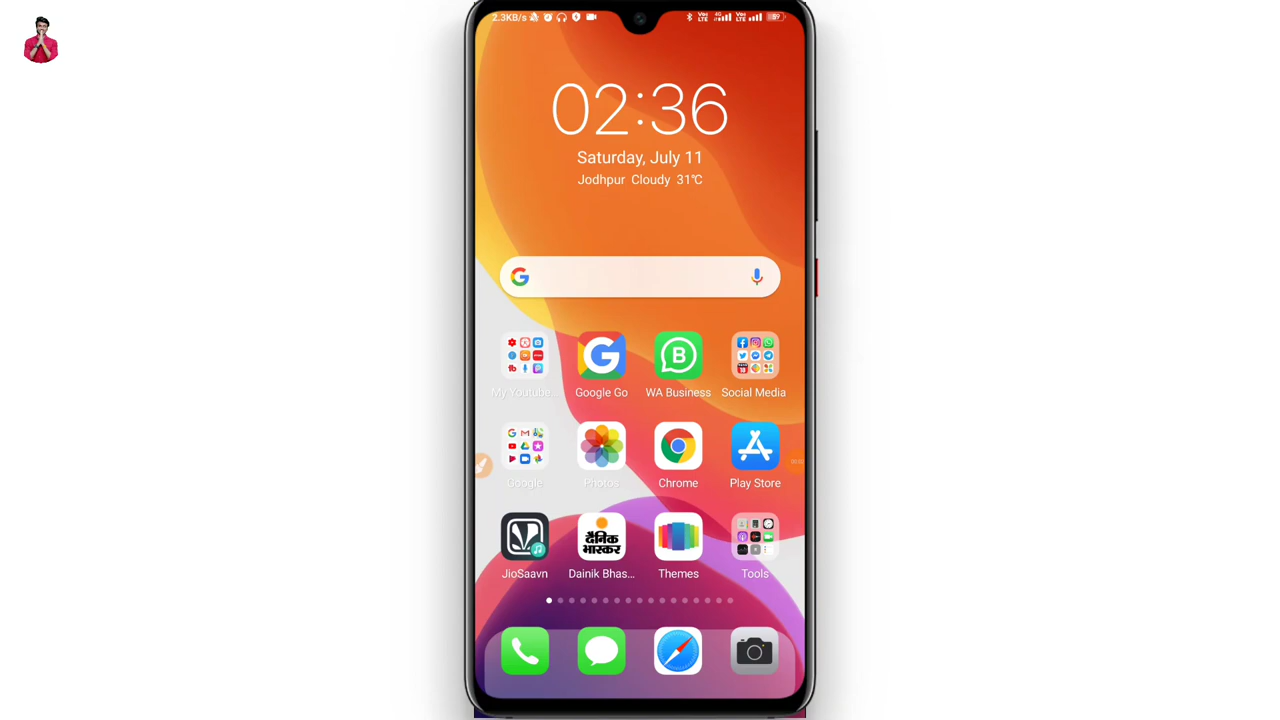 2.3KB/s
02:36
Saturday, July 11
Jodhpur Cloudy 31°C
My Youtube...
Google Go
WA Business
Social Media
Google
Photos
Chrome
Play Store
दैनिक
भास्कर
JioSaavn
Dainik Bhas...
Themes
Tools